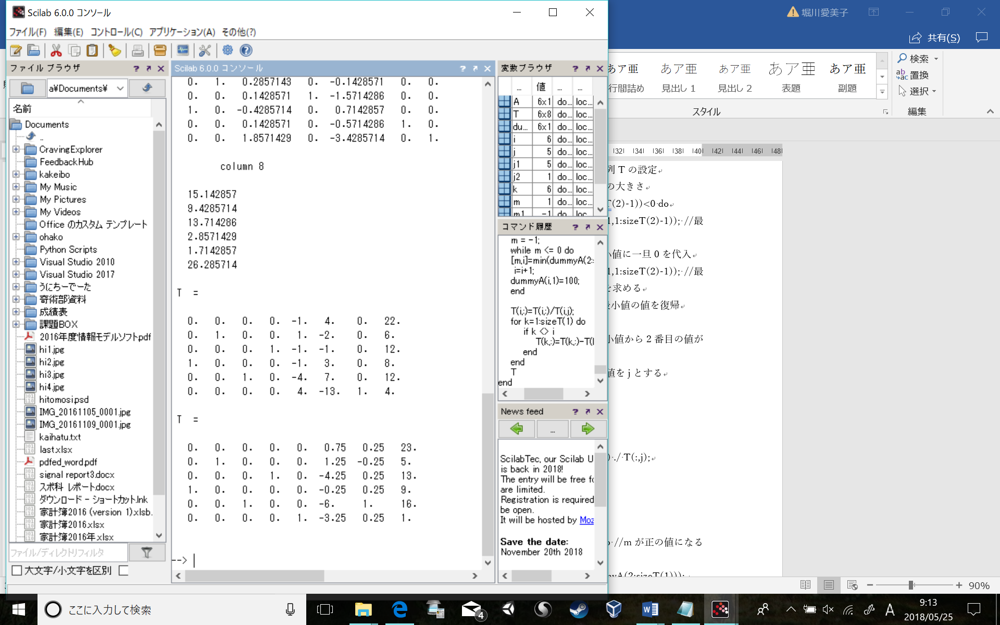 Scilab 6.0.0 コンソール
ファイル(F) 編集(E) コントロール(C) アプリケーション(A) その他(?)
ファイル ブラウザ
a¥Documents¥
名前
Documents
..
CravingExplorer
FeedbackHub
kakeibo
My Music
My Pictures
My Videos
Office のカスタム テンプレート
ohako
Python Scripts
Visual Studio 2010
Visual Studio 2017
うにちーでーた
奇術部資料
成績表
課題BOX
2016年度情報モデルソフト.pdf
hi1.jpg
hi2.jpg
hi3.jpg
hi4.jpg
hitomosi.psd
IMG_20161105_0001.jpg
IMG_20161109_0001.jpg
kaihatu.txt
last.xlsx
pdfed_word.pdf
signal report3.docx
スポ科 レポート.docx
ダウンロード - ショートカット.lnk
家計簿2016 (version 1).xlsb.
家計簿2016.xlsx
家計簿2016年.xlsx
ファイル/ディレクトリフィルタ
大文字/小文字を区別
Scilab 6.0.0 コンソール
0. 1. 0.2857143 0. -0.1428571 0. 0.
0. 0. 0.1428571 1. -1.5714286 0. 0.
1. 0. -0.4285714 0. 0.7142857 0. 0.
0. 0. 0.1428571 0. -0.5714286 1. 0.
0. 0. 1.8571429 0. -3.4285714 0. 1.
column 8
15.142857
9.4285714
13.714286
2.8571429
1.7142857
26.285714
T =
0. 0. 0. 0. -1. 4. 0. 22.
0. 1. 0. 0. 1. -2. 0. 6.
0. 0. 0. 1. -1. -1. 0. 12.
1. 0. 0. 0. -1. 3. 0. 8.
0. 0. 1. 0. -4. 7. 0. 12.
0. 0. 0. 0. 4. -13. 1. 4.
T =
0. 0. 0. 0. 0. 0.75 0.25 23.
0. 1. 0. 0. 0. 1.25 -0.25 5.
0. 0. 0. 1. 0. -4.25 0.25 13.
1. 0. 0. 0. 0. -0.25 0.25 9.
0. 0. 1. 0. 0. -6. 1. 16.
0. 0. 0. 0. 1. -3.25 0.25 1.
-->
変数ブラウザ
... 値 ... ...
A 6x1 do... loc...
T 6x8 do... loc...
du... 6x1 do... loc...
i 6 do... loc...
j 5 do... loc...
j1 5 do... loc...
j2 1 do... loc...
k 6 do... loc...
m 1 do... loc...
m1 -1 do... loc...
コマンド履歴
m = -1;
while m <= 0 do
[m,i]=min(dummyA(2:
i=i+1;
dummyA(i,1)=100;
end
T(i,:)=T(i,:)/T(i,j);
for k=1:sizeT(1) do
if k <> i
T(k,:)=T(k,:)-T(
end
end
T
end
News feed
...
ScilabTec, our Scilab U
is back in 2018!
The entry will be free fo
are limited.
Registration is required
be open.
It will be hosted by Moz
Save the date:
November 20th 2018
堀川愛美子
共有(S)
あア亜 あア亜 あア亜 あア亜 あア亜
行間詰め 見出し 1 見出し 2 表題 副題
スタイル
検索
置換
選択
編集
|32| |34| |36| |38| |40| |42| |44| |46| |48|
列 T の設定
の大きさ
T(2)-1))<0 do
1,1:sizeT(2)-1)); //最
小値に一旦 0 を代入
1,1:sizeT(2)-1)); //最
を求める
最小値の値を復帰
小値から 2 番目の値が
値を j とする
) ./ T(:,j);
//m が正の値になる
myA(2:sizeT(1)));
90%
ここに入力して検索
4
A
9:13
2018/05/25